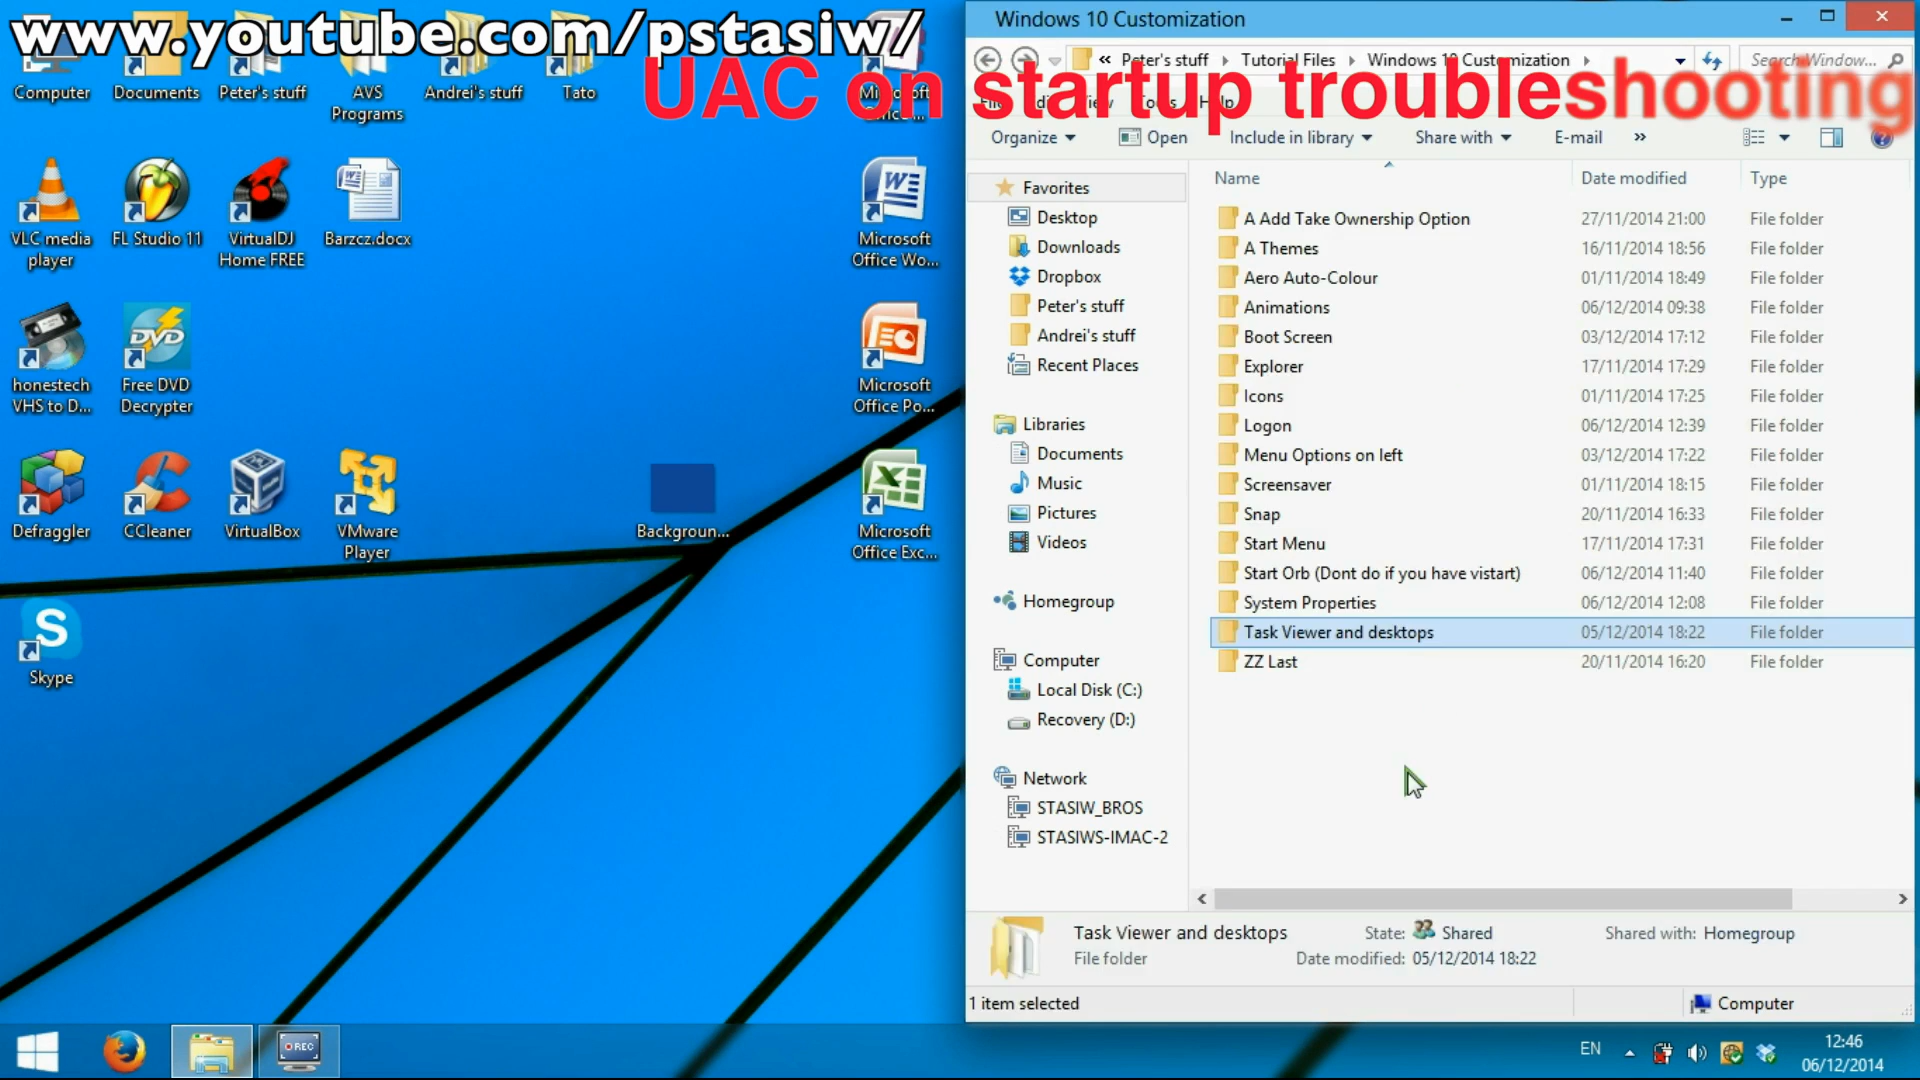 www.youtube.com/pstasiw/
UAC on startup troubleshooting
Computer
Documents
Peter's stuff
AVS
Programs
Andrei's stuff
Tato
VLC media
player
FL Studio 11
VirtualDJ
Home FREE
Barzcz.docx
Microsoft
Office Wo...
honestech
VHS to D...
Free DVD
Decrypter
Microsoft
Office Po...
Defraggler
CCleaner
VirtualBox
VMware
Player
Backgroun...
Microsoft
Office Exc...
Skype
Windows 10 Customization
« Peter's stuff
Tutorial Files
Windows 10 Customization
Search Window...
Organize
Open
Include in library
Share with
E-mail
»
Favorites
Desktop
Downloads
Dropbox
Peter's stuff
Andrei's stuff
Recent Places
Libraries
Documents
Music
Pictures
Videos
Homegroup
Computer
Local Disk (C:)
Recovery (D:)
Network
STASIW_BROS
STASIWS-IMAC-2
Name Date modified Type
A Add Take Ownership Option 27/11/2014 21:00 File folder
A Themes 16/11/2014 18:56 File folder
Aero Auto-Colour 01/11/2014 18:49 File folder
Animations 06/12/2014 09:38 File folder
Boot Screen 03/12/2014 17:12 File folder
Explorer 17/11/2014 17:29 File folder
Icons 01/11/2014 17:25 File folder
Logon 06/12/2014 12:39 File folder
Menu Options on left 03/12/2014 17:22 File folder
Screensaver 01/11/2014 18:15 File folder
Snap 20/11/2014 16:33 File folder
Start Menu 17/11/2014 17:31 File folder
Start Orb (Dont do if you have vistart) 06/12/2014 11:40 File folder
System Properties 06/12/2014 12:08 File folder
Task Viewer and desktops 05/12/2014 18:22 File folder
ZZ Last 20/11/2014 16:20 File folder
Task Viewer and desktops State: Shared Shared with: Homegroup
File folder Date modified: 05/12/2014 18:22
1 item selected
Computer
REC
EN
12:46
06/12/2014